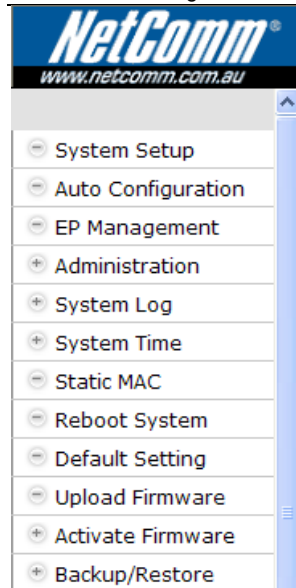 NetComm®
www.netcomm.com.au
System Setup
Auto Configuration
EP Management
Administration
System Log
System Time
Static MAC
Reboot System
Default Setting
Upload Firmware
Activate Firmware
Backup/Restore